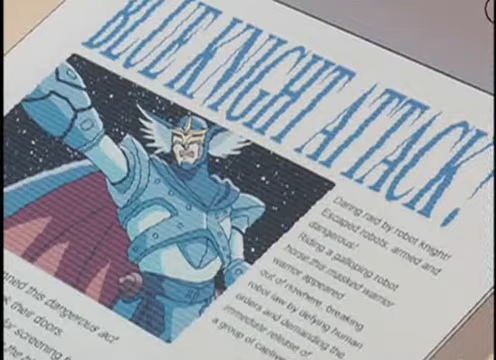 BLUE KNIGHT ATTACK!
Daring raid by robot knight!
Escaped robots, armed and
dangerous!
Riding a galloping robot
horse, this masked warrior
warrior appeared
out of nowhere, breaking
robot law by defying human
orders and demanding the
immediate release of
a group of
this dangerous act
their doors.
screening